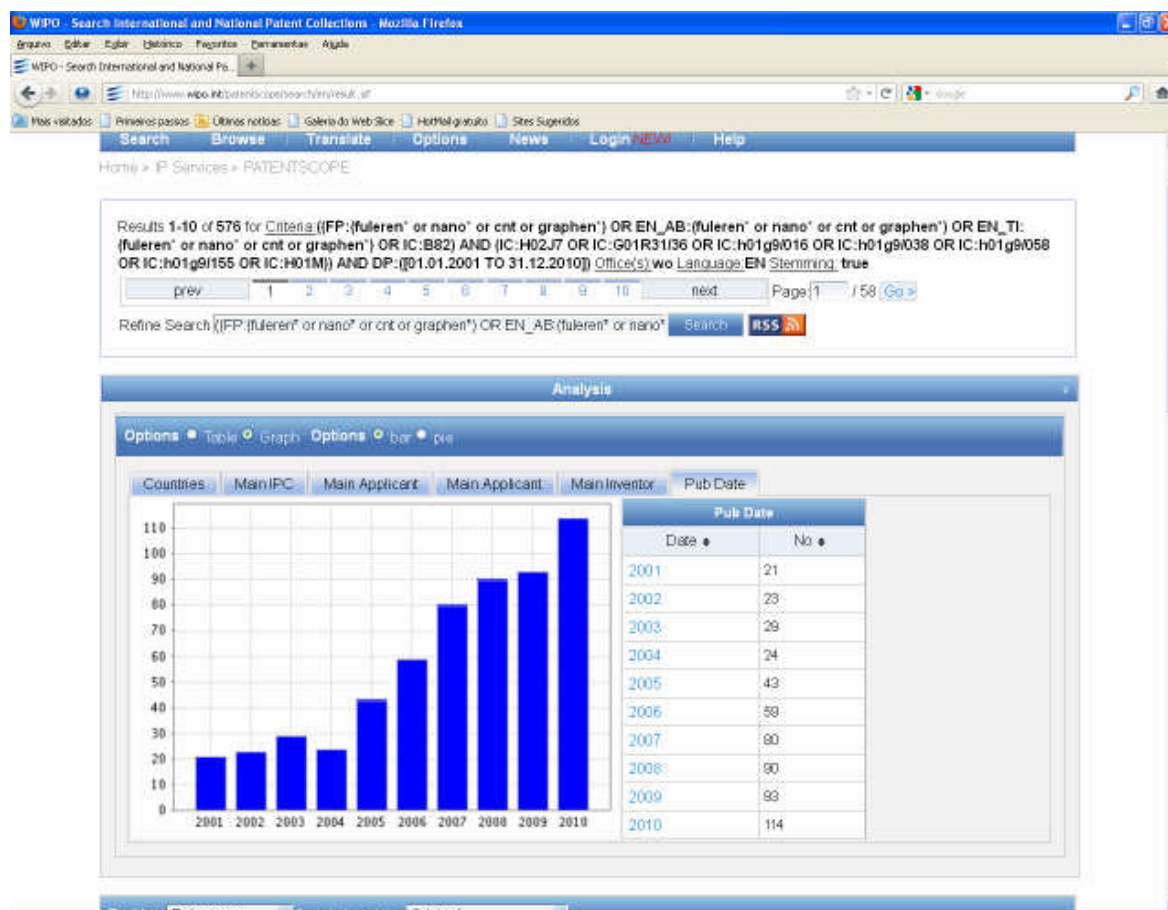 WIPO - Search International and National Patent Collections - Mozilla Firefox
Arquivo Editar Exibir Histórico Favoritos Ferramentas Ajuda
WIPO - Search International and National Pa... +
http://www.wipo.int/patentscope/search/en/result.jsf
Mais visitados Primeiros passos Últimas notícias Galeria do Web Slice HotMail gratuito Sites Sugeridos
Search Browse Translate Options News Login NEW! Help
Home » IP Services » PATENTSCOPE
Results 1-10 of 576 for Criteria:((FP:(fuleren* or nano* or cnt or graphen*) OR EN_AB:(fuleren* or nano* or cnt or graphen*) OR EN_TI:
(fuleren* or nano* or cnt or graphen*) OR IC:B82) AND (IC:H02J7 OR IC:G01R31/36 OR IC:h01g9/016 OR IC:h01g9/038 OR IC:h01g9/058
OR IC:h01g9/155 OR IC:H01M)) AND DP:([01.01.2001 TO 31.12.2010]) Office(s):wo Language:EN Stemming: true
prev 1 2 3 4 5 6 7 8 9 10 next Page: 1 / 58 Go >
Refine Search ((FP:(fuleren* or nano* or cnt or graphen*) OR EN_AB:(fuleren* or nano* Search RSS
Analysis
Options Table Graph Options bar pie
Countries Main IPC Main Applicant Main Applicant Main Inventor Pub Date
110
100
90
80
70
60
50
40
30
20
10
0
2001 2002 2003 2004 2005 2006 2007 2008 2009 2010
Pub Date
Date No
2001 21
2002 23
2003 29
2004 24
2005 43
2006 59
2007 80
2008 90
2009 93
2010 114